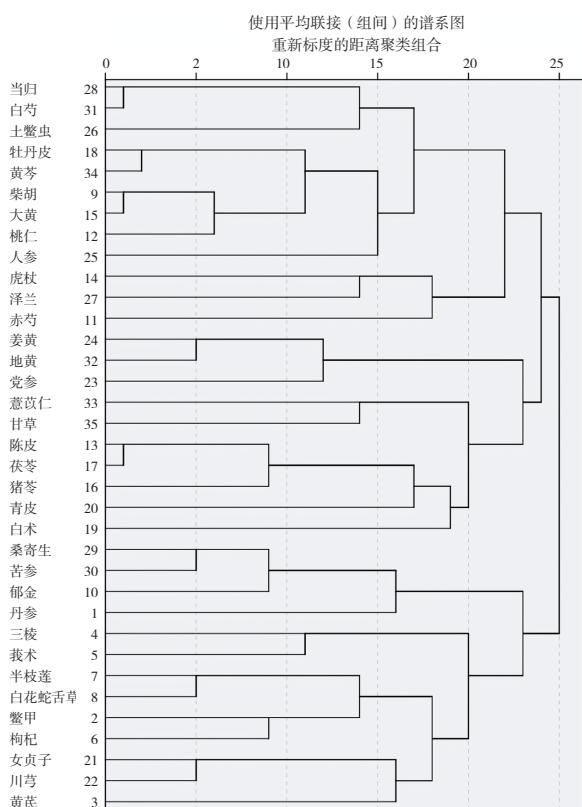 使用平均联接（组间）的谱系图
重新标度的距离聚类组合
0 2 10 15 20 25
当归 28
白芍 31
土鳖虫 26
牡丹皮 18
黄芩 34
柴胡 9
大黄 15
桃仁 12
人参 25
虎杖 14
泽兰 27
赤芍 11
姜黄 24
地黄 32
党参 23
薏苡仁 33
甘草 35
陈皮 13
茯苓 17
猪苓 16
青皮 20
白术 19
桑寄生 29
苦参 30
郁金 10
丹参 1
三棱 4
莪术 5
半枝莲 7
白花蛇舌草 8
鳖甲 2
枸杞 6
女贞子 21
川芎 22
黄芪 3